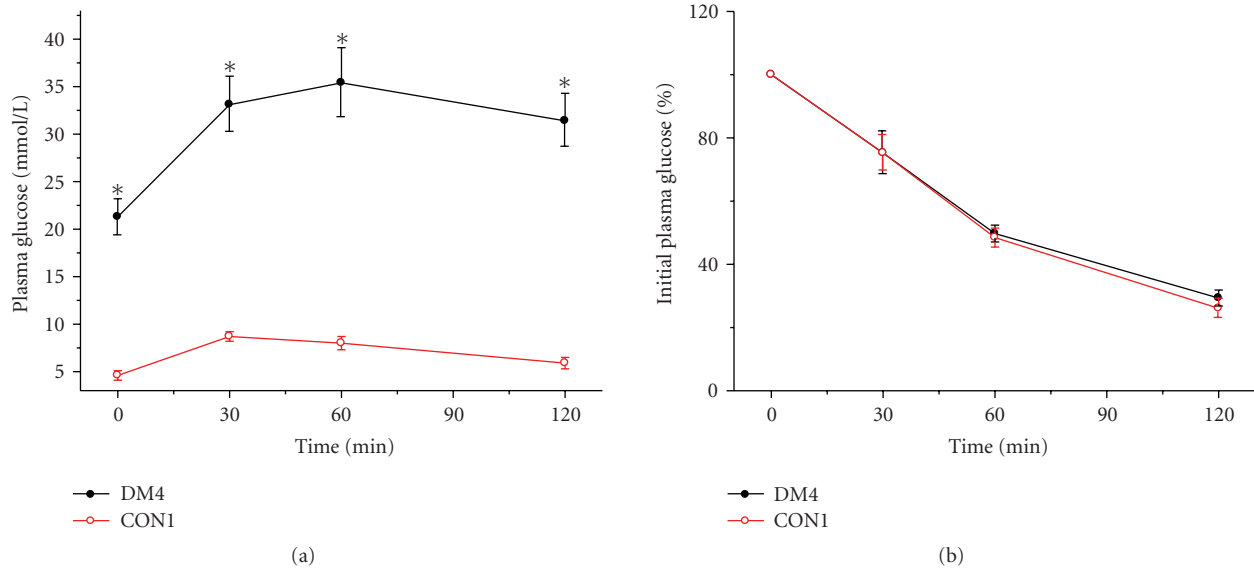 40
35
30
25
20
15
10
5
Plasma glucose (mmol/L)
*
*
*
*
0
30
60
90
120
Time (min)
DM4
CON1
(a)
120
80
40
0
Initial plasma glucose (%)
0
30
60
90
120
Time (min)
DM4
CON1
(b)